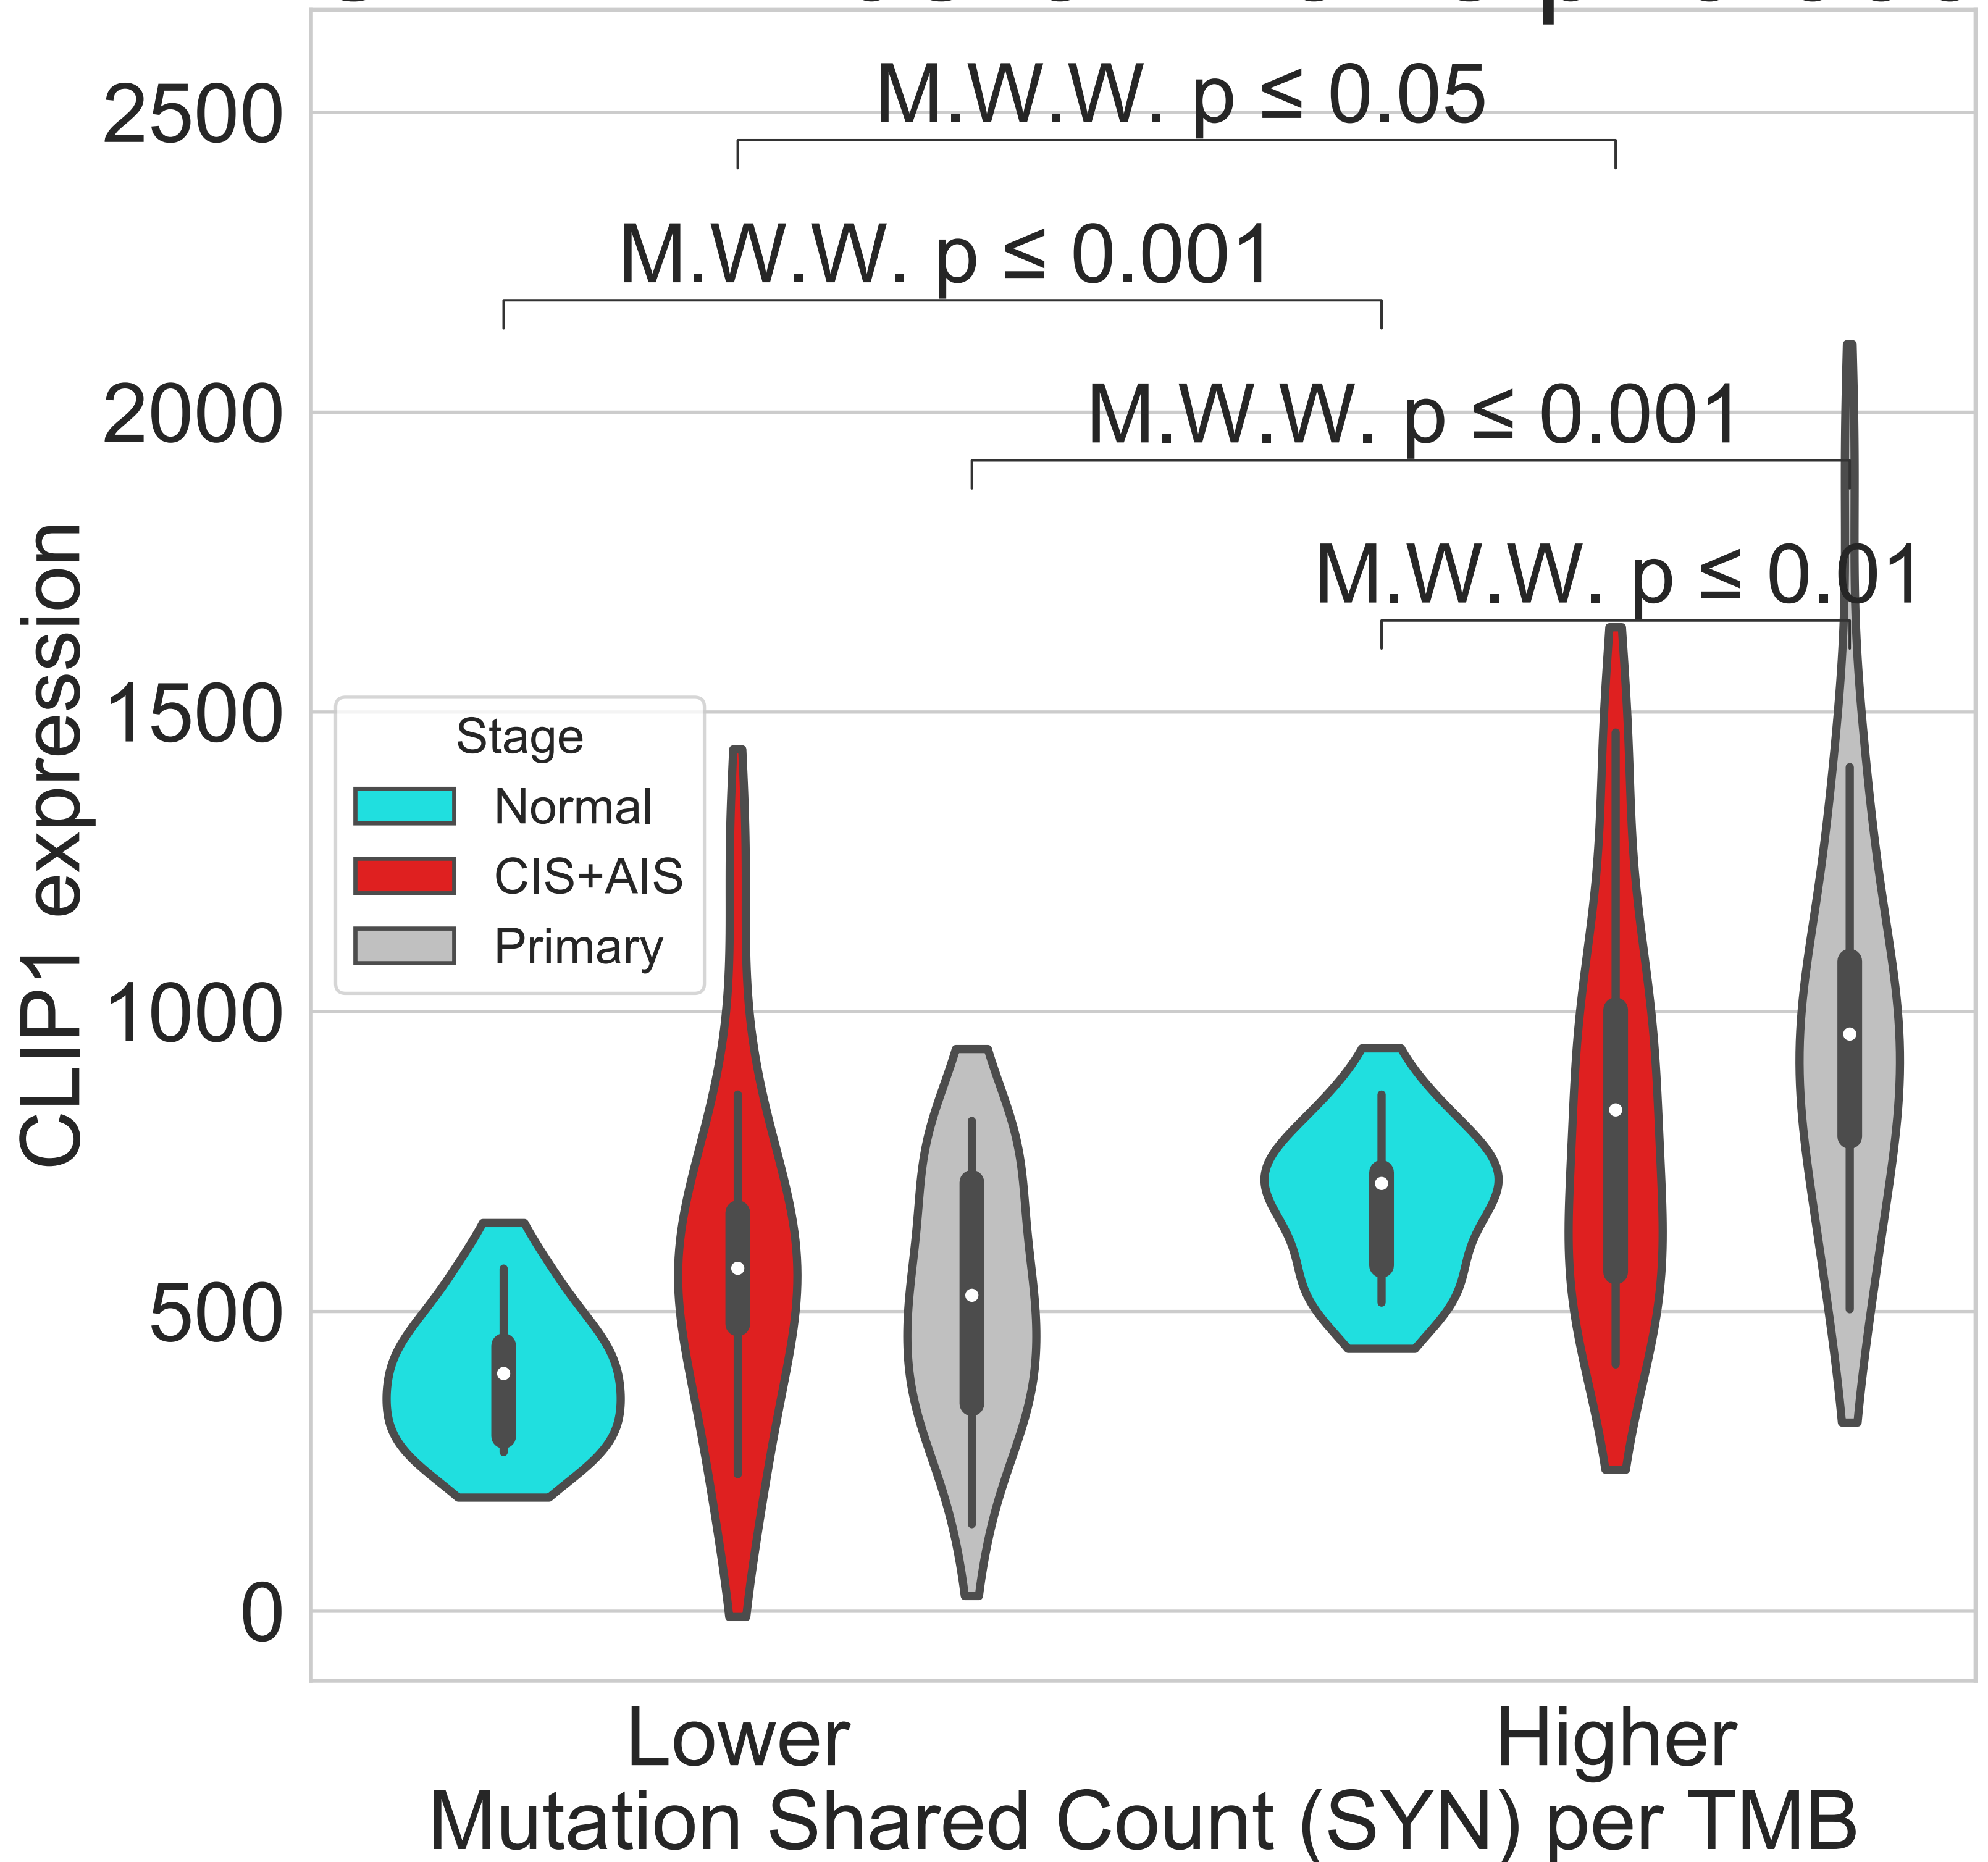 M.W.W. p ≤ 0.05
M.W.W. p ≤ 0.001
M.W.W. p ≤ 0.001
M.W.W. p ≤ 0.01
2500
2000
1500
1000
500
0
CLIP1 expression
Stage
Normal
CIS+AIS
Primary
Lower
Higher
Mutation Shared Count (SYN) per TMB